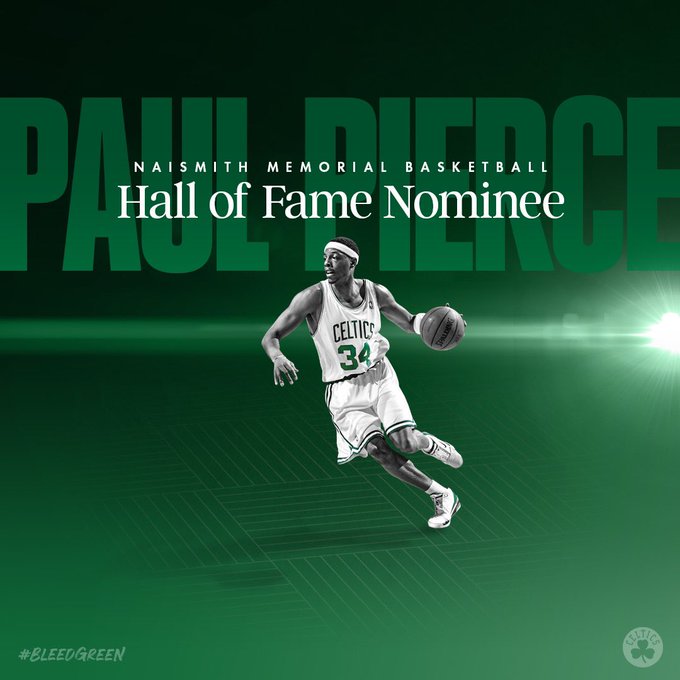 PAUL PIERCE
NAISMITH MEMORIAL BASKETBALL
Hall of Fame Nominee
CELTICS
34
SPALDING
#BLEEDGREEN
CELTICS